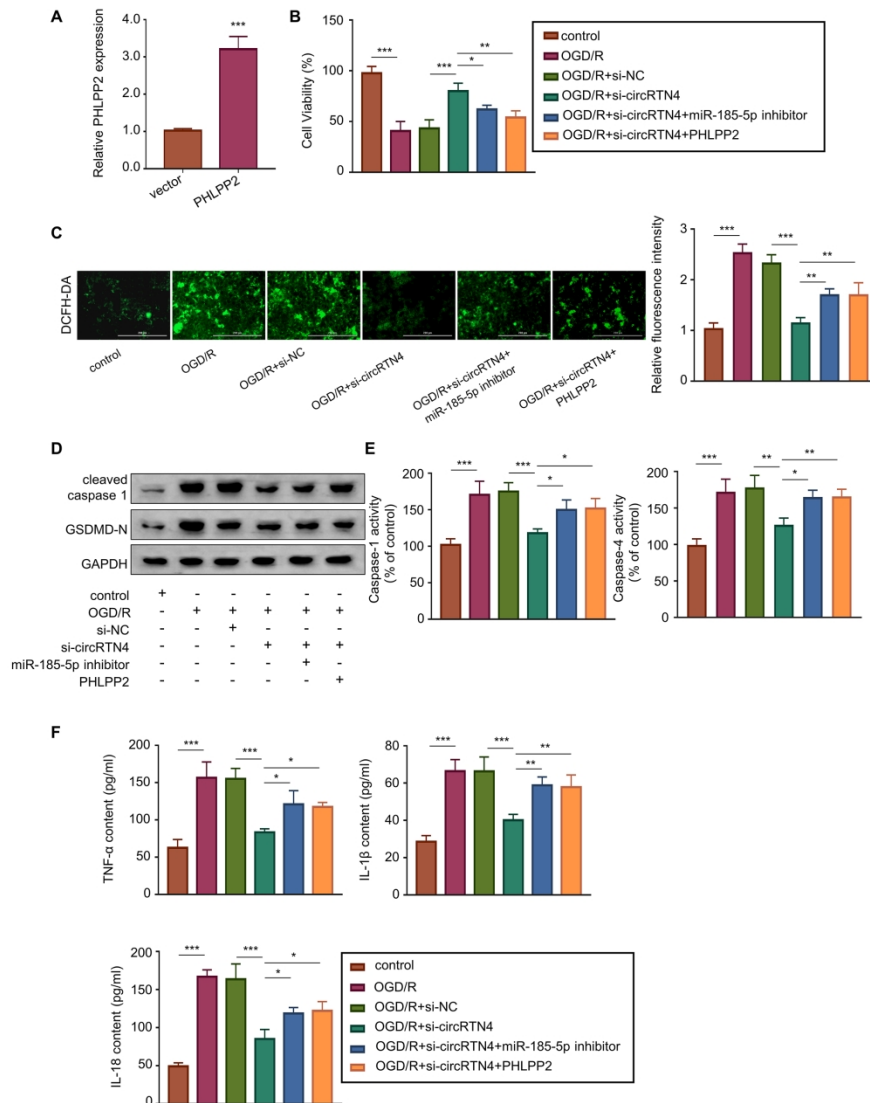 A
Relative PHLPP2 expression
4.0
3.0
2.0
1.0
0.0
***
vector
PHLPP2
B
Cell Viability (%)
150
100
50
0
***
***
**
*
control
OGD/R
OGD/R+si-NC
OGD/R+si-circRTN4
OGD/R+si-circRTN4+miR-185-5p inhibitor
OGD/R+si-circRTN4+PHLPP2
C
DCFH-DA
control
OGD/R
OGD/R+si-NC
OGD/R+si-circRTN4
OGD/R+si-circRTN4+
miR-185-5p inhibitor
OGD/R+si-circRTN4+
PHLPP2
Relative fluorescence intensity
3
2
1
0
***
***
**
**
D
cleaved
caspase 1
GSDMD-N
GAPDH
control + - - - - -
OGD/R - + + + + +
si-NC - - + - - -
si-circRTN4 - - - + + +
miR-185-5p inhibitor - - - - + -
PHLPP2 - - - - - +
E
Caspase-1 activity
(% of control)
200
150
100
50
0
***
***
*
*
Caspase-4 activity
(% of control)
200
150
100
50
0
***
**
**
*
F
TNF-α content (pg/ml)
200
150
100
50
0
***
***
*
*
IL-1β content (pg/ml)
80
60
40
20
0
***
***
**
**
IL-18 content (pg/ml)
200
150
100
50
0
***
***
*
*
control
OGD/R
OGD/R+si-NC
OGD/R+si-circRTN4
OGD/R+si-circRTN4+miR-185-5p inhibitor
OGD/R+si-circRTN4+PHLPP2